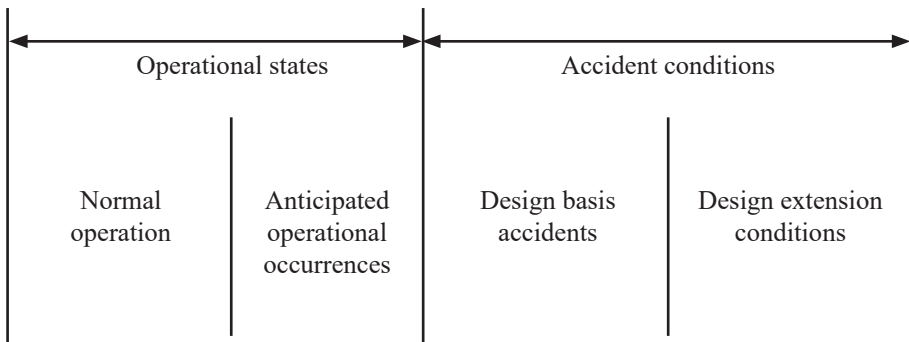 Operational states
Accident conditions
Normal
operation
Anticipated
operational
occurrences
Design basis
accidents
Design extension
conditions